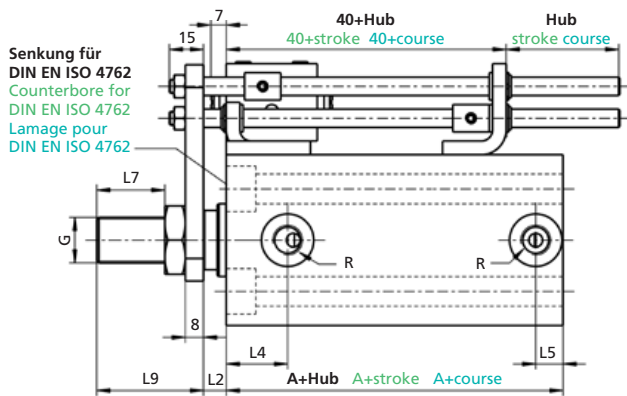 7
40+Hub
Hub
15
40+stroke 40+course
stroke course
Senkung für
DIN EN ISO 4762
Counterbore for
DIN EN ISO 4762
Lamage pour
DIN EN ISO 4762
L7
G
R
R
8
L4
L5
L9
L2
A+Hub A+stroke A+course